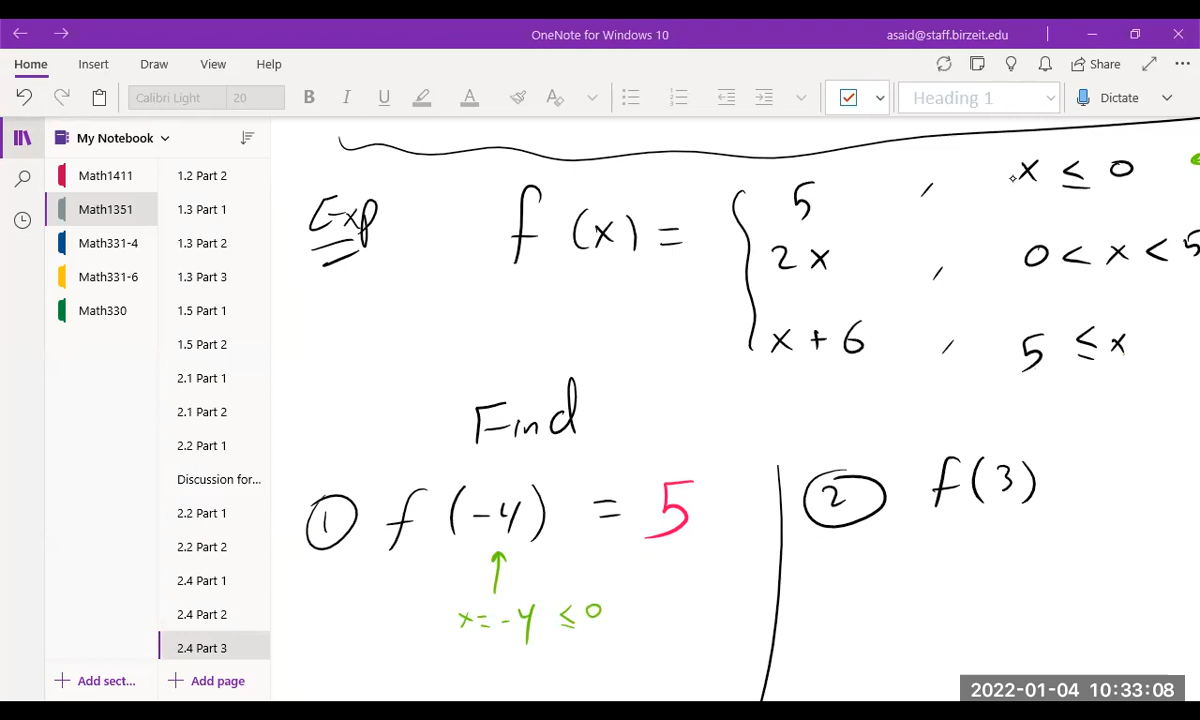 OneNote for Windows 10
asaid@staff.birzeit.edu
Home Insert Draw View Help
Share
Calibri Light 20
B I U A
Heading 1
Dictate
My Notebook
Math1411
Math1351
Math331-4
Math331-6
Math330
1.2 Part 2
1.3 Part 1
1.3 Part 2
1.3 Part 3
1.5 Part 1
1.5 Part 2
2.1 Part 1
2.1 Part 2
2.2 Part 1
Discussion for...
2.2 Part 1
2.2 Part 2
2.4 Part 1
2.4 Part 2
2.4 Part 3
+ Add sect...
+ Add page
Exp f(x) = {
5 , x ≤ 0
2x , 0 < x < 5
x + 6 , 5 ≤ x
Find
① f(-4) = 5
x = -4 ≤ 0
② f(3)
2022-01-04 10:33:08